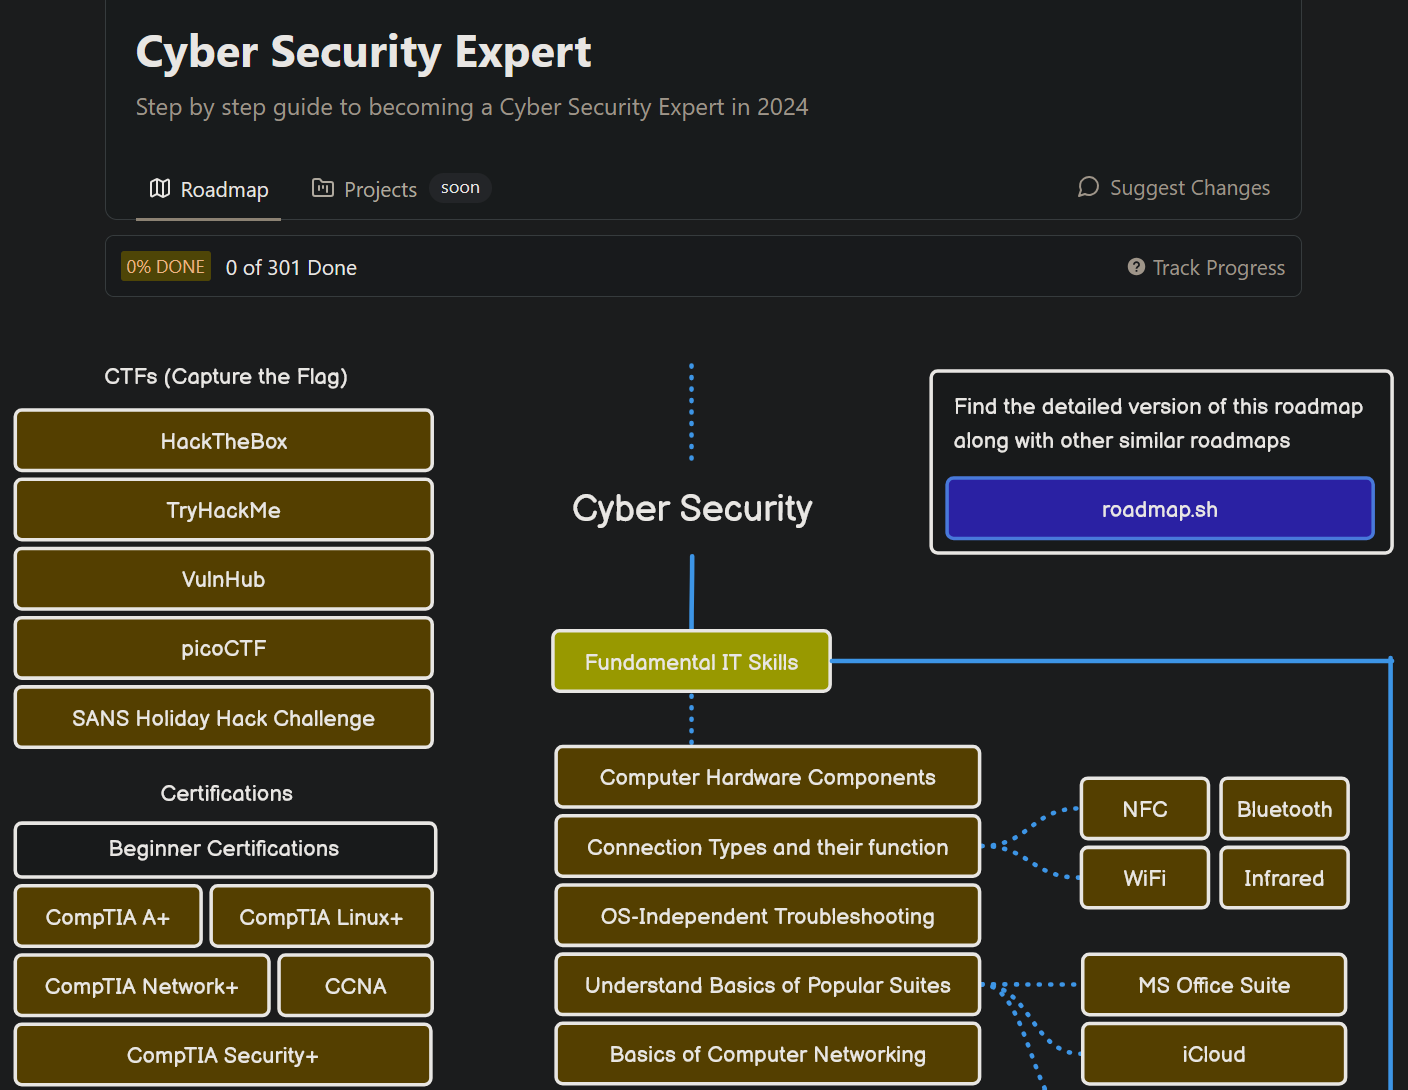 Cyber Security Expert
Step by step guide to becoming a Cyber Security Expert in 2024
Roadmap
Projects
soon
Suggest Changes
0% DONE
0 of 301 Done
Track Progress
CTFs (Capture the Flag)
HackTheBox
TryHackMe
VulnHub
picoCTF
SANS Holiday Hack Challenge
Certifications
Beginner Certifications
CompTIA A+
CompTIA Linux+
CompTIA Network+
CCNA
CompTIA Security+
Cyber Security
Fundamental IT Skills
Computer Hardware Components
Connection Types and their function
OS-Independent Troubleshooting
Understand Basics of Popular Suites
Basics of Computer Networking
Find the detailed version of this roadmap
along with other similar roadmaps
roadmap.sh
NFC
Bluetooth
WiFi
Infrared
MS Office Suite
iCloud